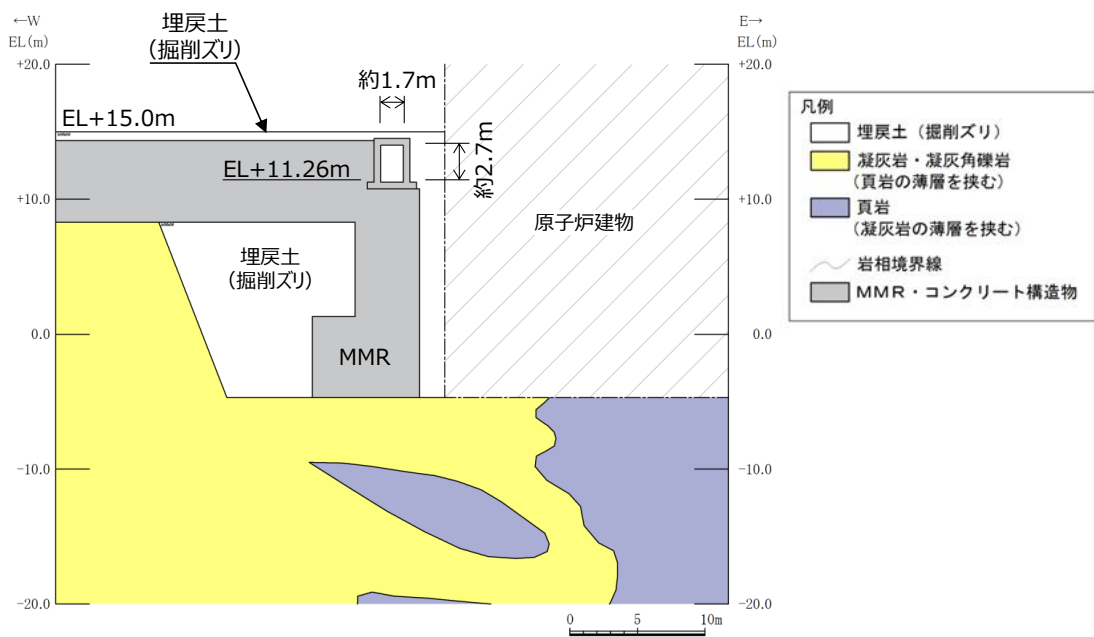 ←W
EL(m)
埋戻土
(掘削ズリ)
E→
EL(m)
+20.0
+20.0
約1.7m
EL+15.0m
約2.7m
EL+11.26m
+10.0
+10.0
原子炉建物
埋戻土
(掘削ズリ)
0.0
0.0
MMR
-10.0
-10.0
-20.0
-20.0
0 5 10m
凡例
埋戻土（掘削ズリ）
凝灰岩・凝灰角礫岩
(頁岩の薄層を挟む)
頁岩
(凝灰岩の薄層を挟む)
岩相境界線
MMR・コンクリート構造物